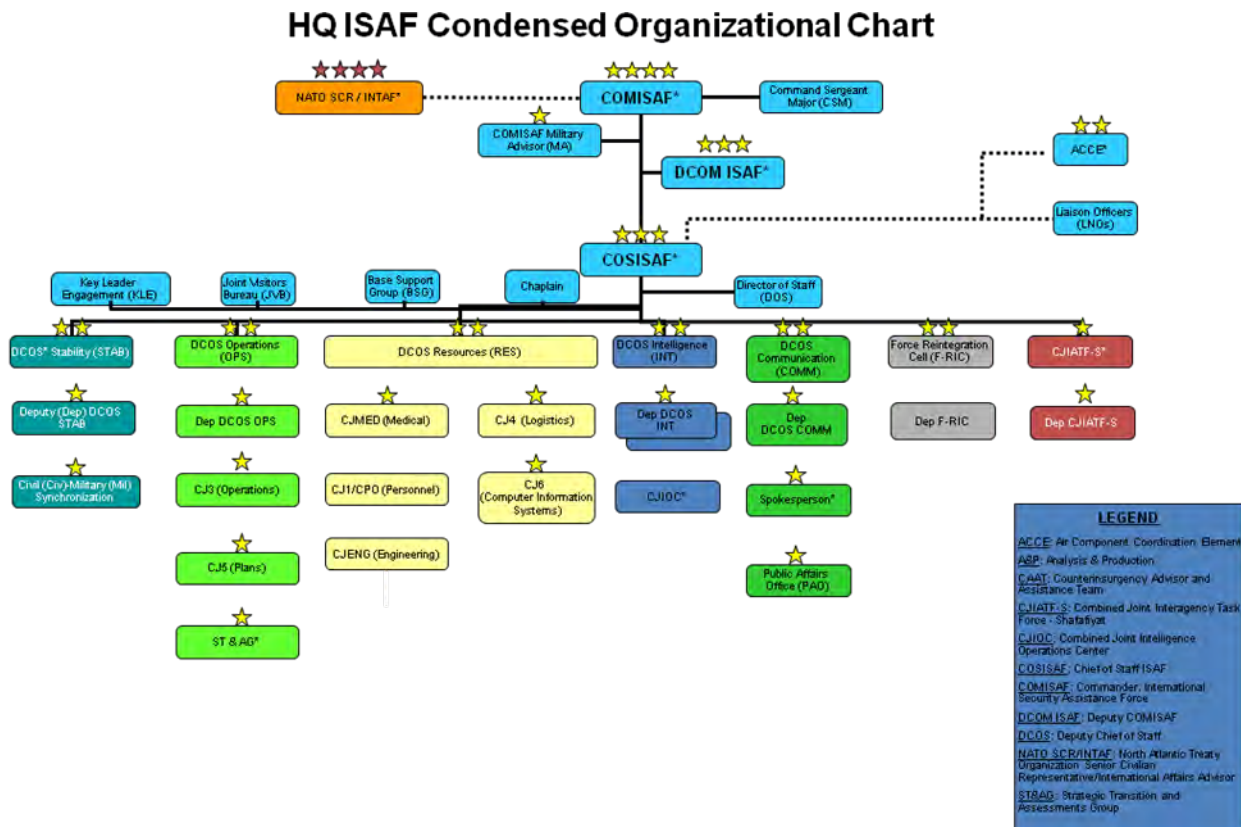 HQ ISAF Condensed Organizational Chart
NATO SCR / INTAF*
COMISAF*
Command Sergeant
Major (CSM)
COMISAF Military
Advisor (MA)
DCOM ISAF*
ACCE*
Liaison Officers
(LNOs)
COSISAF*
Key Leader
Engagement (KLE)
Joint Visitors
Bureau (JVB)
Base Support
Group (BSG)
Chaplain
Director of Staff
(DOS)
DCOS* Stability (STAB)
DCOS Operations
(OPS)
DCOS Resources (RES)
DCOS Intelligence
(INT)
DCOS
Communication
(COMM)
Force Reintegration
Cell (F-RIC)
CJIATF-S*
Deputy (Dep) DCOS
STAB
Dep DCOS OPS
CJMED (Medical)
CJ4 (Logistics)
Dep DCOS
INT
Dep
DCOS COMM
Dep F-RIC
Dep CJIATF-S
Civil (Civ)-Military (Mil)
Synchronization
CJ3 (Operations)
CJ1/CPO (Personnel)
CJ6
(Computer Information
Systems)
CJIOC*
Spokesperson*
CJ5 (Plans)
CJENG (Engineering)
Public Affairs
Office (PAO)
ST & AG*
LEGEND
ACCE: Air Component Coordination Element
ASP: Analysis & Production
CAAT: Counterinsurgency Advisor and
Assistance Team
CJIATF-S: Combined Joint Interagency Task
Force - Shafafiyat
CJIOC: Combined Joint Intelligence
Operations Center
COSISAF: Chief of Staff ISAF
COMISAF: Commander, International
Security Assistance Force
DCOM ISAF: Deputy COMISAF
DCOS: Deputy Chief of Staff
NATO SCR/INTAF: North Atlantic Treaty
Organization Senior Civilian
Representative/International Affairs Advisor
ST&AG: Strategic Transition and
Assessments Group